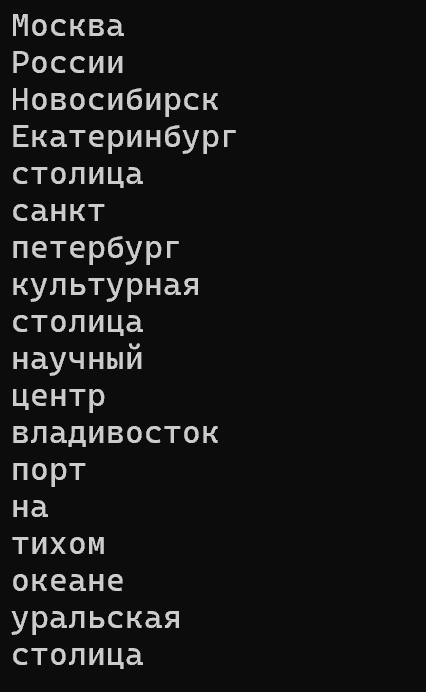 Москва
России
Новосибирск
Екатеринбург
столица
санкт
петербург
культурная
столица
научный
центр
владивосток
порт
на
тихом
океане
уральская
столица